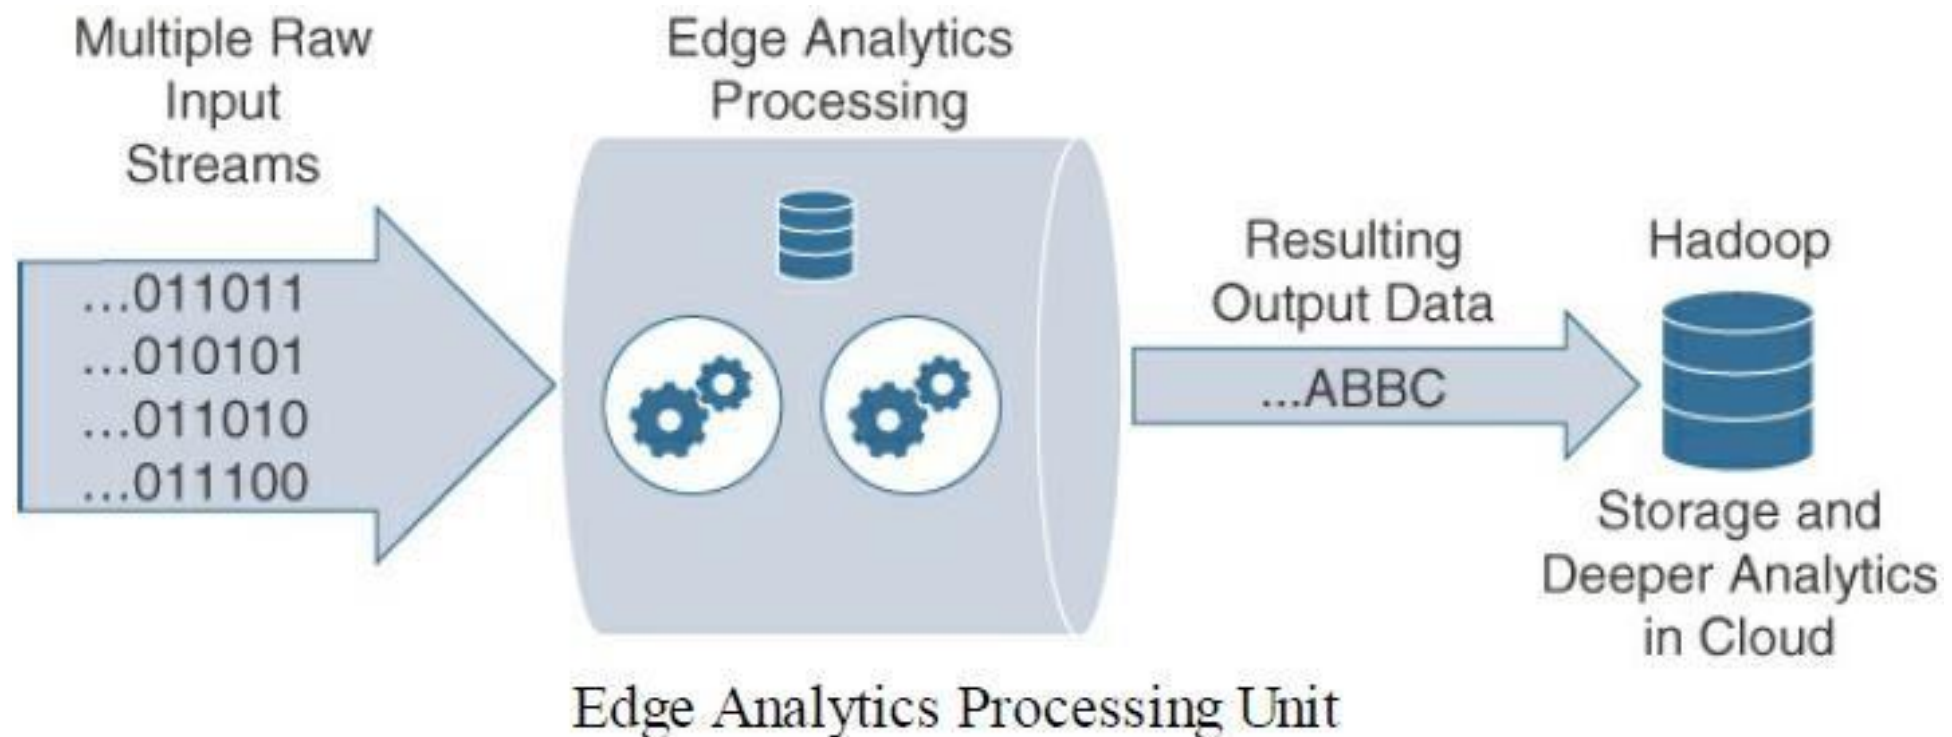 Multiple Raw
Input
Streams
...011011
...010101
...011010
...011100
Edge Analytics
Processing
Resulting
Output Data
...ABBC
Hadoop
Storage and
Deeper Analytics
in Cloud
Edge Analytics Processing Unit